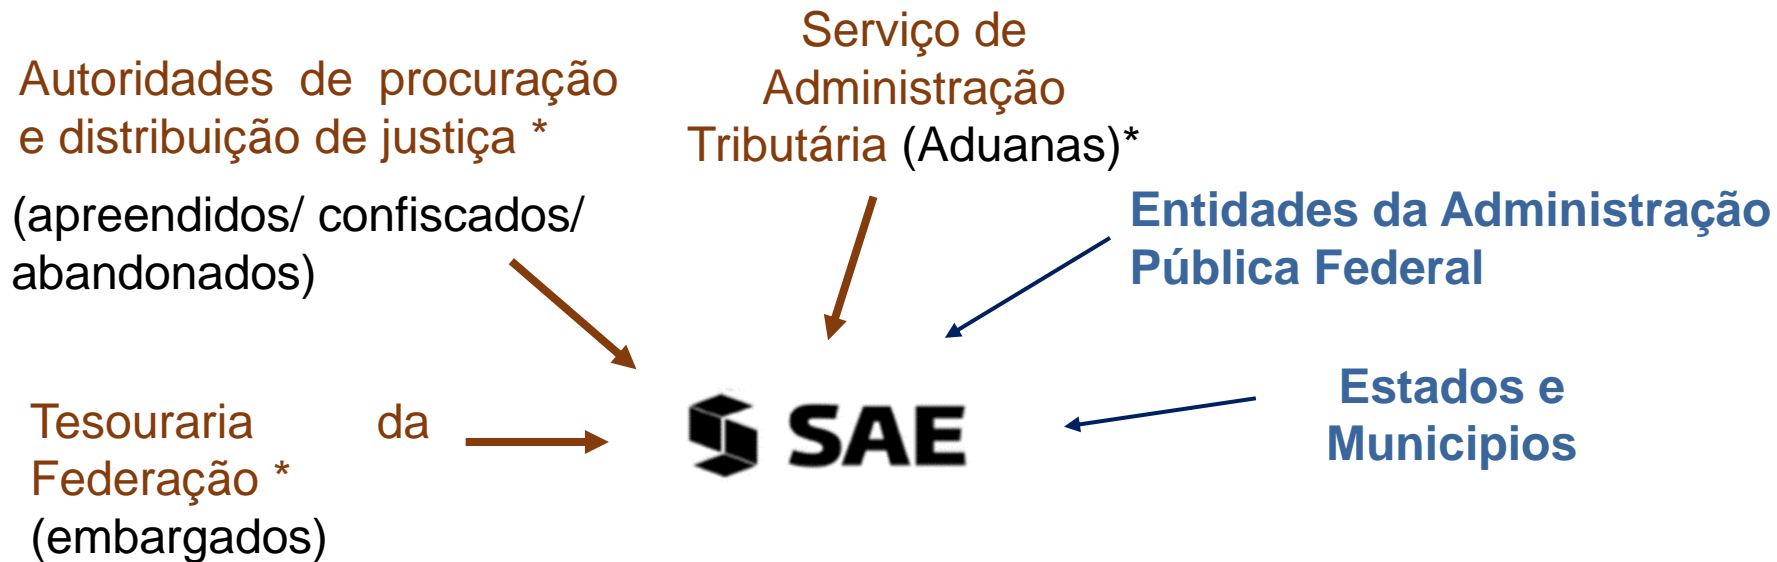 Autoridades de procuração
e distribuição de justiça *
(apreendidos/ confiscados/
abandonados)
Serviço de
Administração
Tributária (Aduanas)*
Entidades da Administração
Pública Federal
Tesouraria da
Federação *
(embargados)
SAE
Estados e
Municipios